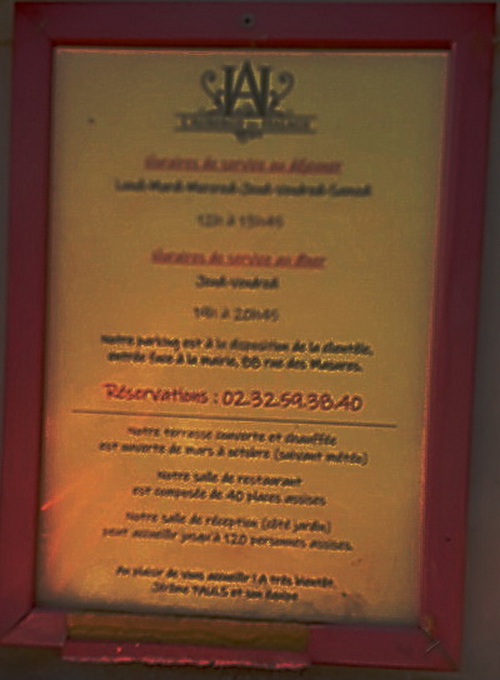 Horaires de service au déjeuner
Lundi-Mardi-Mercredi-Jeudi-Vendredi-Samedi
12h à 13h45
Horaires de service au dîner
Jeudi-Vendredi
19h à 20h45
Notre parking est à la disposition de la clientèle,
entrée face à la mairie, 88 rue des Masures.
Réservations : 02.32.59.38.40
Notre terrasse couverte et chauffée
est ouverte de mars à octobre (suivant météo)
Notre salle de restaurant
est composée de 40 places assises
Notre salle de réception (côté jardin)
peut accueillir jusqu'à 120 personnes assises.
Au plaisir de vous accueillir à très bientôt,
Jérôme et son équipe